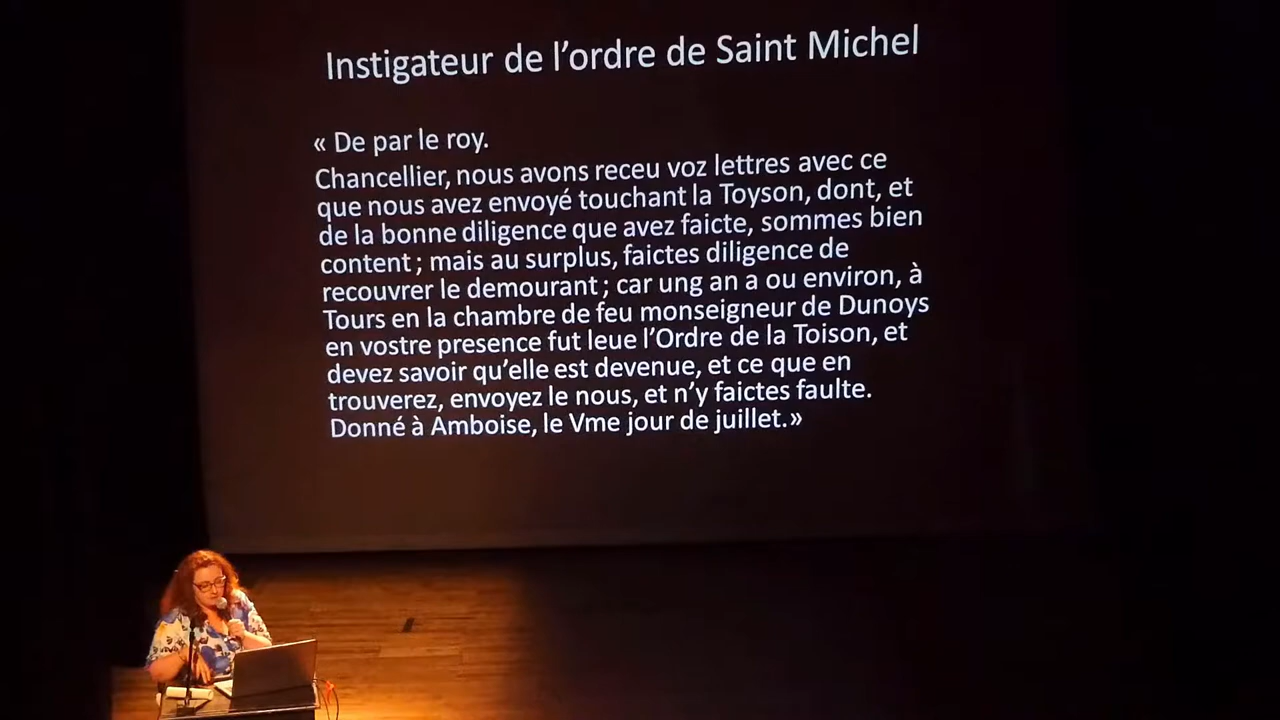 Instigateur de l'ordre de Saint Michel
« De par le roy.
Chancellier, nous avons receu voz lettres avec ce
que nous avez envoyé touchant la Toyson, dont, et
de la bonne diligence que avez faicte, sommes bien
content ; mais au surplus, faictes diligence de
recouvrer le demourant ; car ung an a ou environ, à
Tours en la chambre de feu monseigneur de Dunoys
en vostre presence fut leue l'Ordre de la Toison, et
devez savoir qu'elle est devenue, et ce que en
trouverez, envoyez le nous, et n'y faictes faulte.
Donné à Amboise, le Vme jour de juillet.»